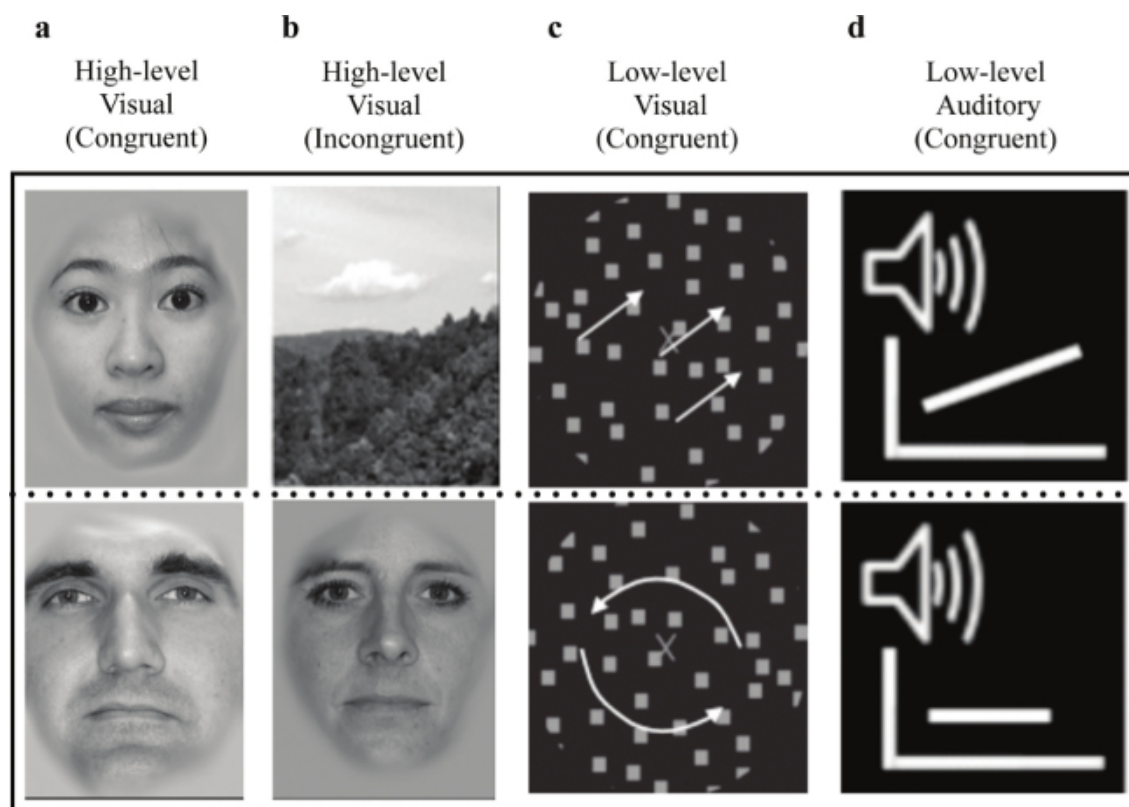 a
High-level
Visual
(Congruent)
b
High-level
Visual
(Incongruent)
c
Low-level
Visual
(Congruent)
d
Low-level
Auditory
(Congruent)